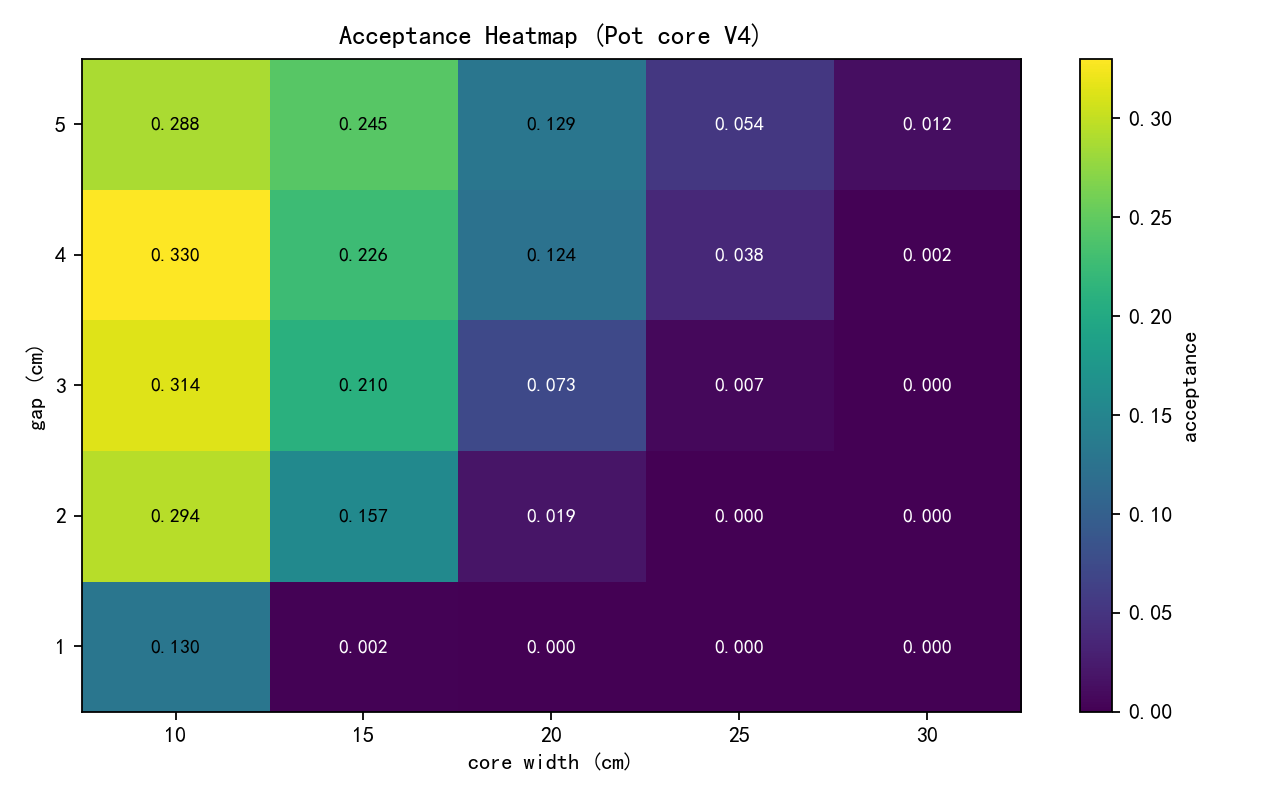 Acceptance Heatmap (Pot core V4)
5 0.288 0.245 0.129 0.054 0.012
4 0.330 0.226 0.124 0.038 0.002
3 0.314 0.210 0.073 0.007 0.000
2 0.294 0.157 0.019 0.000 0.000
1 0.130 0.002 0.000 0.000 0.000
10 15 20 25 30
core width (cm)
gap (cm)
0.30
0.25
0.20
0.15
0.10
0.05
0.00
acceptance